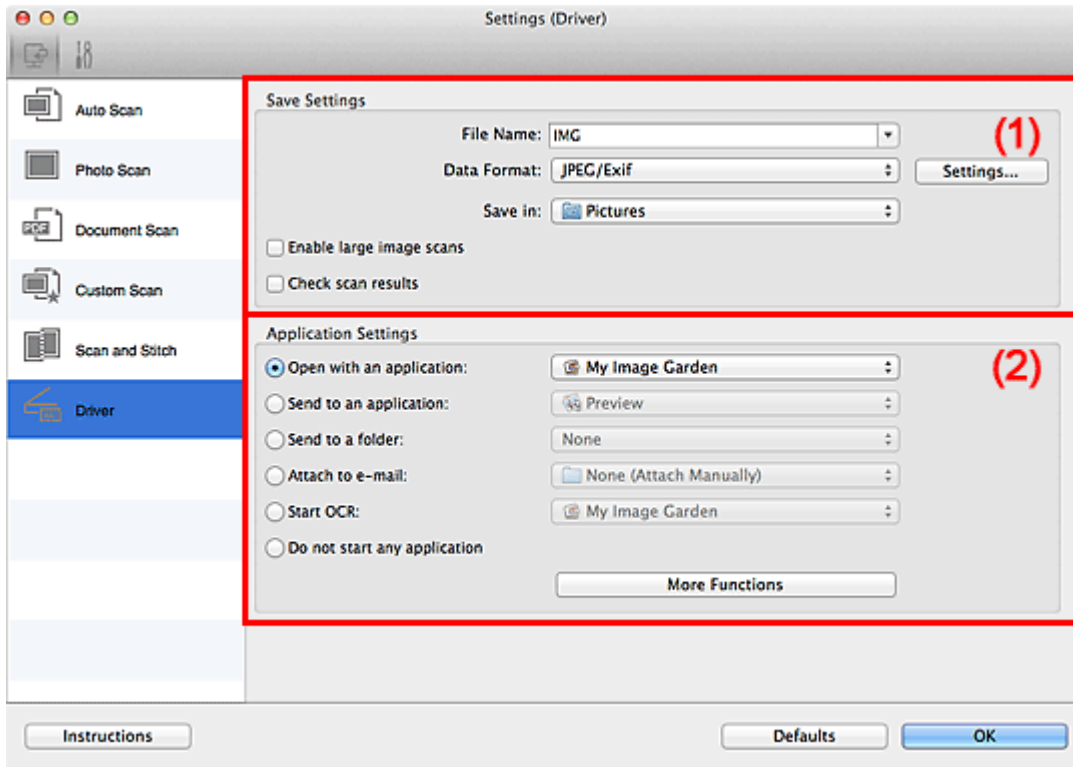 Settings (Driver)
Auto Scan
Photo Scan
PDF
Document Scan
Custom Scan
Scan and Stitch
Driver
Save Settings
(1)
File Name: IMG
Data Format: JPEG/Exif Settings...
Save in: Pictures
Enable large image scans
Check scan results
Application Settings
(2)
Open with an application: My Image Garden
Send to an application: Preview
Send to a folder: None
Attach to e-mail: None (Attach Manually)
Start OCR: My Image Garden
Do not start any application
More Functions
Instructions Defaults OK